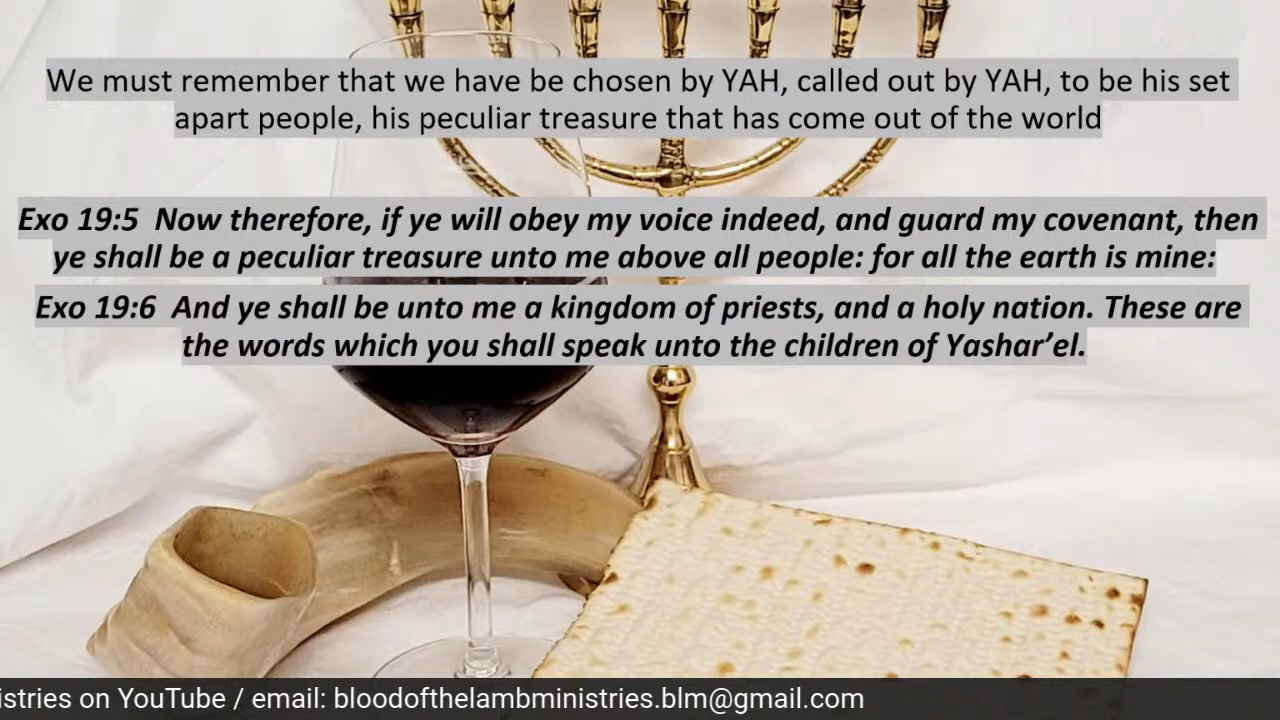 We must remember that we have be chosen by YAH, called out by YAH, to be his set
apart people, his peculiar treasure that has come out of the world
Exo 19:5  Now therefore, if ye will obey my voice indeed, and guard my covenant, then
ye shall be a peculiar treasure unto me above all people: for all the earth is mine:
Exo 19:6  And ye shall be unto me a kingdom of priests, and a holy nation. These are
the words which you shall speak unto the children of Yashar’el.
istries on YouTube / email: bloodofthelambministries.blm@gmail.com